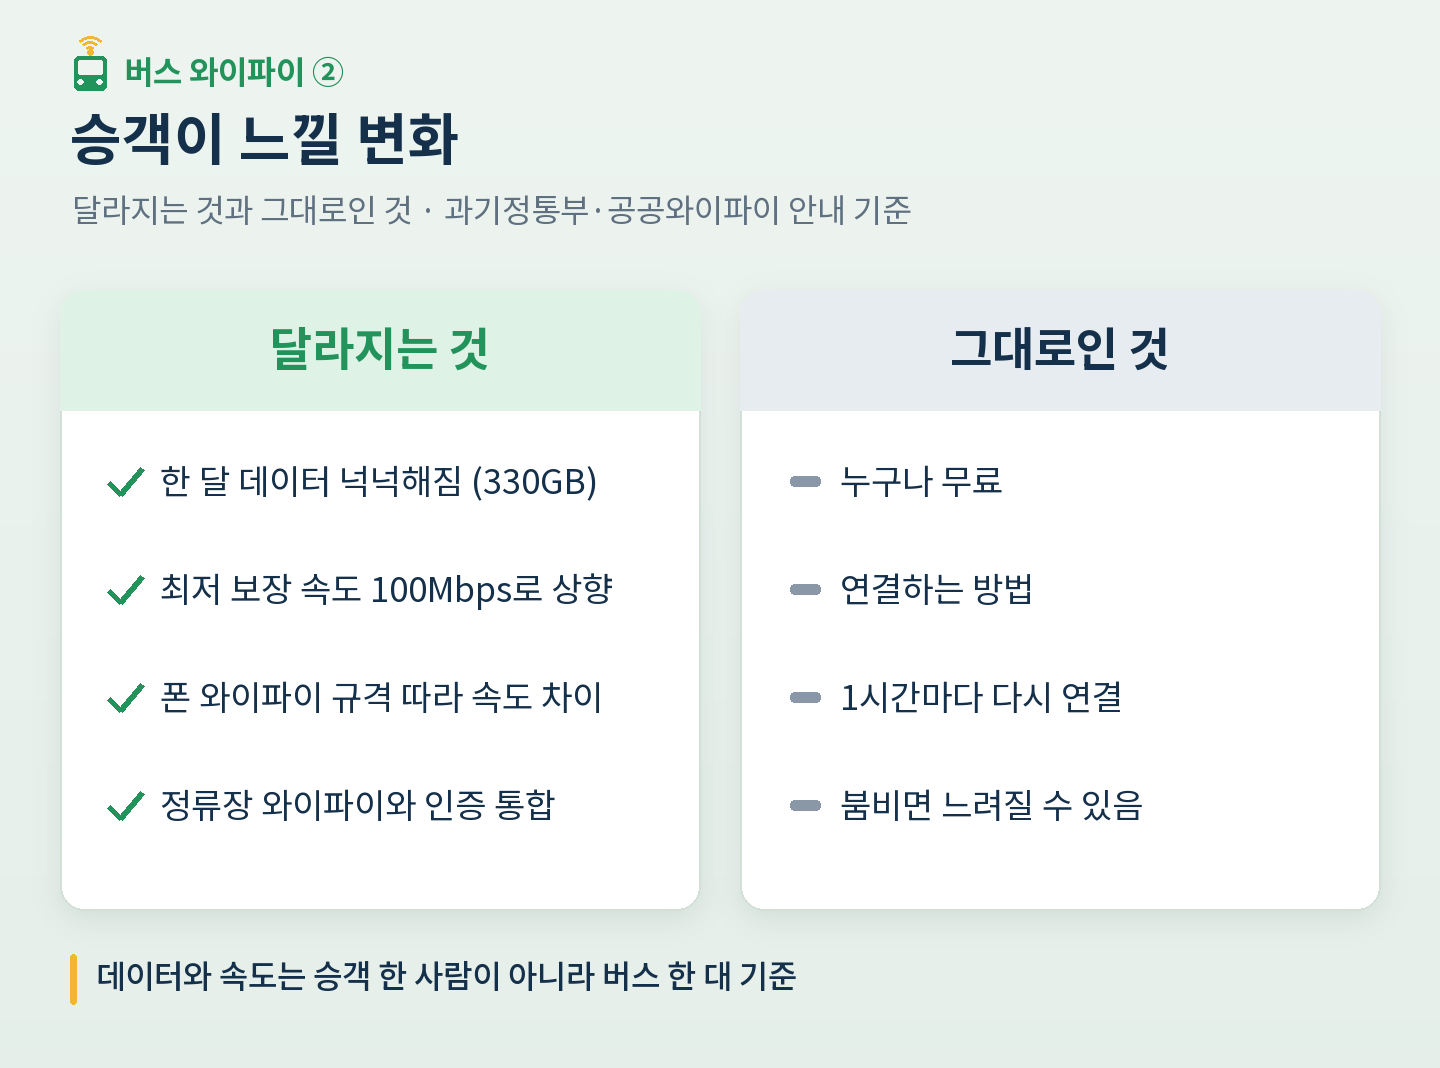 버스 와이파이 ②
승객이 느낄 변화
달라지는 것과 그대로인 것 · 과기정통부·공공와이파이 안내 기준
달라지는 것
한 달 데이터 넉넉해짐 (330GB)
최저 보장 속도 100Mbps로 상향
폰 와이파이 규격 따라 속도 차이
정류장 와이파이와 인증 통합
그대로인 것
누구나 무료
연결하는 방법
1시간마다 다시 연결
붐비면 느려질 수 있음
데이터와 속도는 승객 한 사람이 아니라 버스 한 대 기준